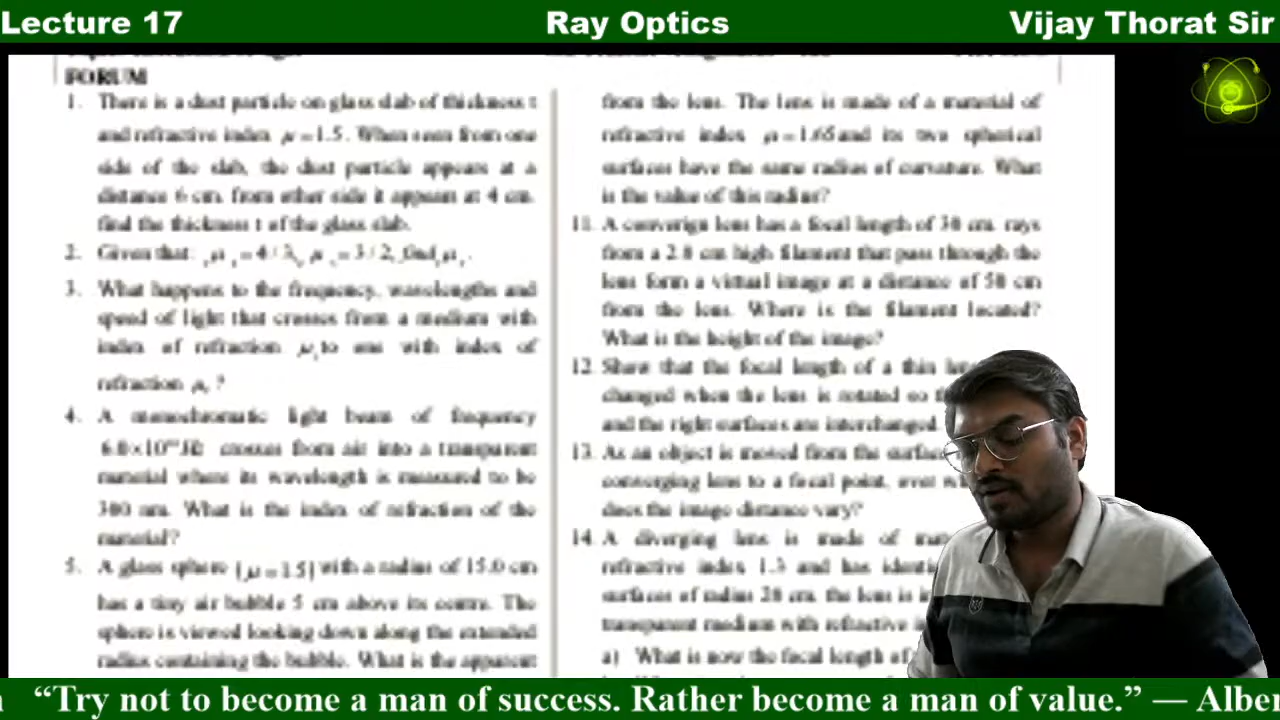 Lecture 17
Ray Optics
Vijay Thorat Sir
FORUM
1. There is a dust particle on glass slab of thickness t
and refractive index μ=1.5. When seen from one
side of the slab, the dust particle appears at a
distance 6 cm. from other side it appears at 4 cm.
find the thickness t of the glass slab.
2. Given that: μ = 4/3, μ = 3/2, find μ.
3. What happens to the frequency, wavelengths and
speed of light that crosses from a medium with
index of refraction μ to one with index of
refraction μ ?
4. A monochromatic light beam of frequency
crosses from air into a transparent
material where its wavelength is measured to be
300 nm. What is the index of refraction of the
material?
5. A glass sphere (μ=1.5) with a radius of 15.0 cm
has a tiny air bubble 5 cm above its centre. The
sphere is viewed looking down along the extended
radius containing the bubble. What is the apparent
from the lens. The lens is made of a material of
refractive index μ=1.65 and its two spherical
surfaces have the same radius of curvature. What
is the value of this radius?
11. A convergin lens has a focal length of 30 cm. rays
from a 2.0 cm high filament that pass through the
lens form a virtual image at a distance of 50 cm
from the lens. Where is the filament located?
What is the height of the image?
12. Show that the focal length of a thin
changed when the lens is rotated so
and the right surfaces are interchanged
13. As an object is moved from the surface
converging lens to a focal point, over
does the image distance vary?
14. A diverging lens is made of
refractive index 1.3 and has
surfaces of radius 20 cm. the lens is
transparent medium with refractive
a) What is now the focal length of
“Try not to become a man of success. Rather become a man of value.” — Alber